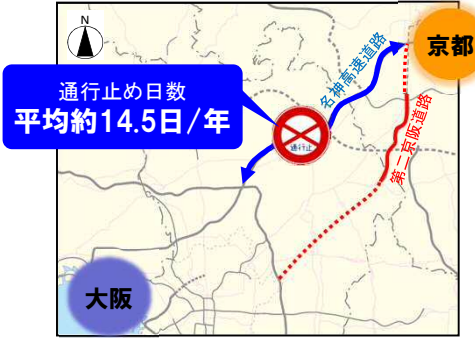 N
京都
名神高速道路
通行止め日数
平均約14.5日/年
通行止
第二京阪道路
大阪